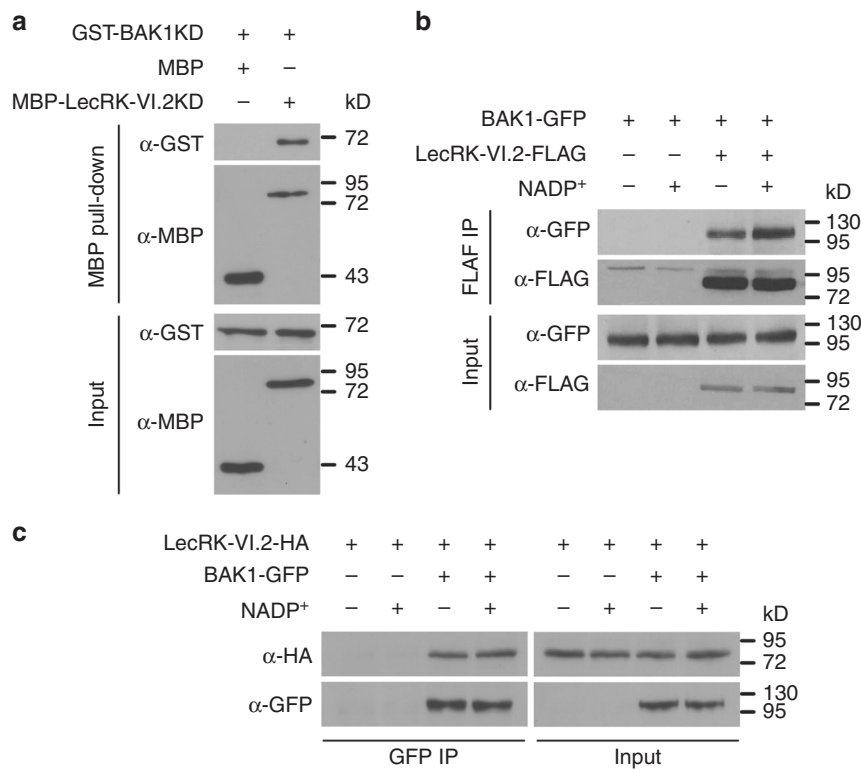 a
GST-BAK1KD + +
MBP + –
MBP-LecRK-VI.2KD – + kD
MBP pull-down
α-GST 72
α-MBP 95
72
43
Input
α-GST 72
α-MBP 95
72
43
b
BAK1-GFP + + + +
LecRK-VI.2-FLAG – – + +
NADP⁺ – + – + kD
FLAF IP
α-GFP 130
95
α-FLAG 95
72
Input
α-GFP 130
95
α-FLAG 95
72
c
LecRK-VI.2-HA + + + + + + + +
BAK1-GFP – – + + – – + +
NADP⁺ – + – + – + – + kD
α-HA 95
72
α-GFP 130
95
GFP IP Input